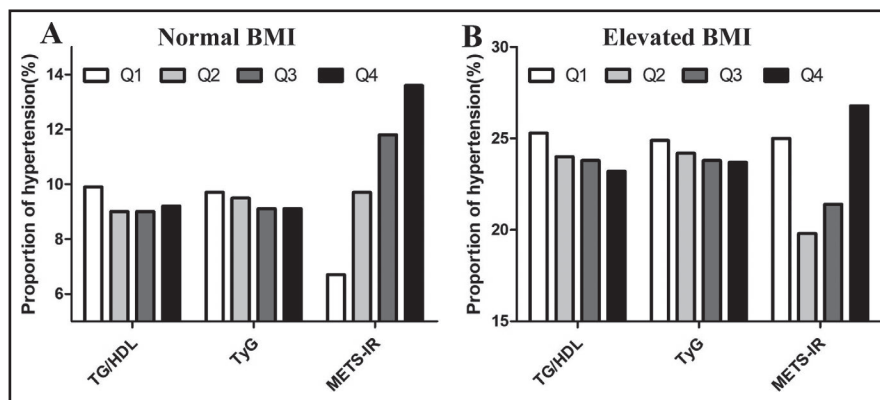 A Normal BMI
Proportion of hypertension(%)
14
12
10
8
6
Q1 Q2 Q3 Q4
TG/HDL TyG METS-IR
B Elevated BMI
Proportion of hypertension(%)
30
25
20
15
Q1 Q2 Q3 Q4
TG/HDL TyG METS-IR